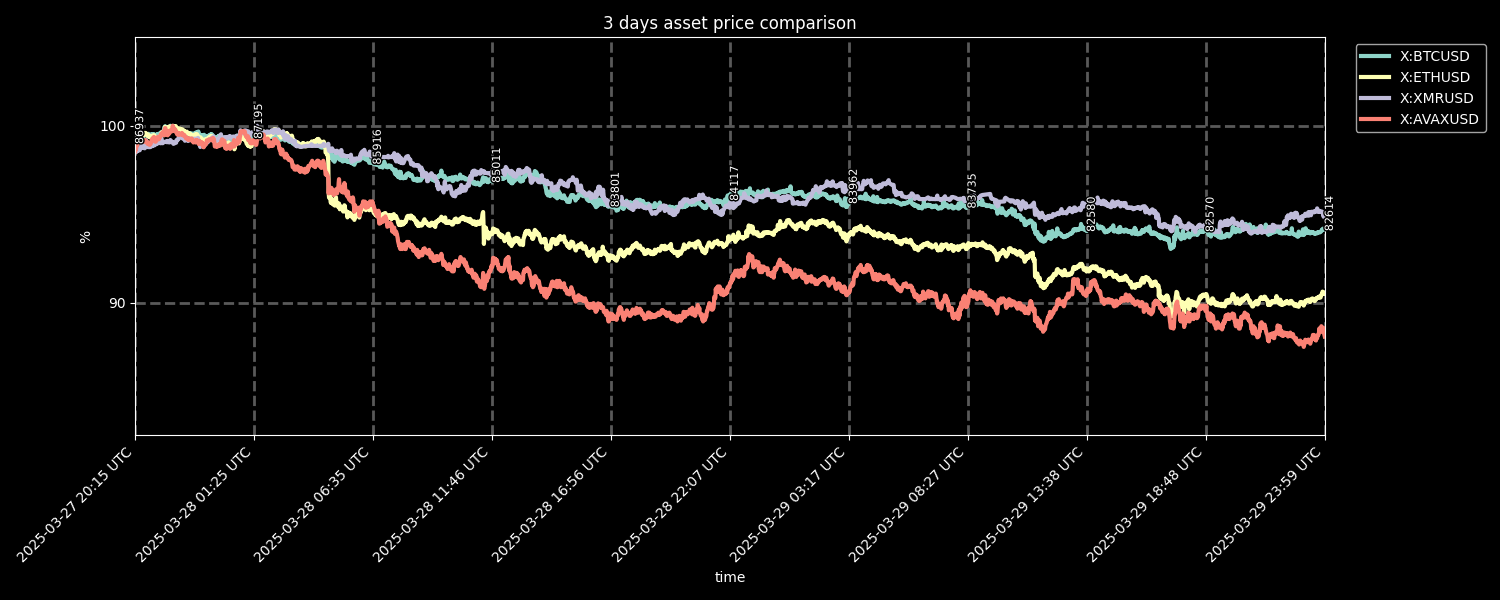 3 days asset price comparison
X:BTCUSD
X:ETHUSD
X:XMRUSD
X:AVAXUSD
%
100
90
86937
87195
85916
85011
83801
84117
83962
83735
82580
82570
82614
2025-03-27 20:15 UTC
2025-03-28 01:25 UTC
2025-03-28 06:35 UTC
2025-03-28 11:46 UTC
2025-03-28 16:56 UTC
2025-03-28 22:07 UTC
2025-03-29 03:17 UTC
2025-03-29 08:27 UTC
2025-03-29 13:38 UTC
2025-03-29 18:48 UTC
2025-03-29 23:59 UTC
time